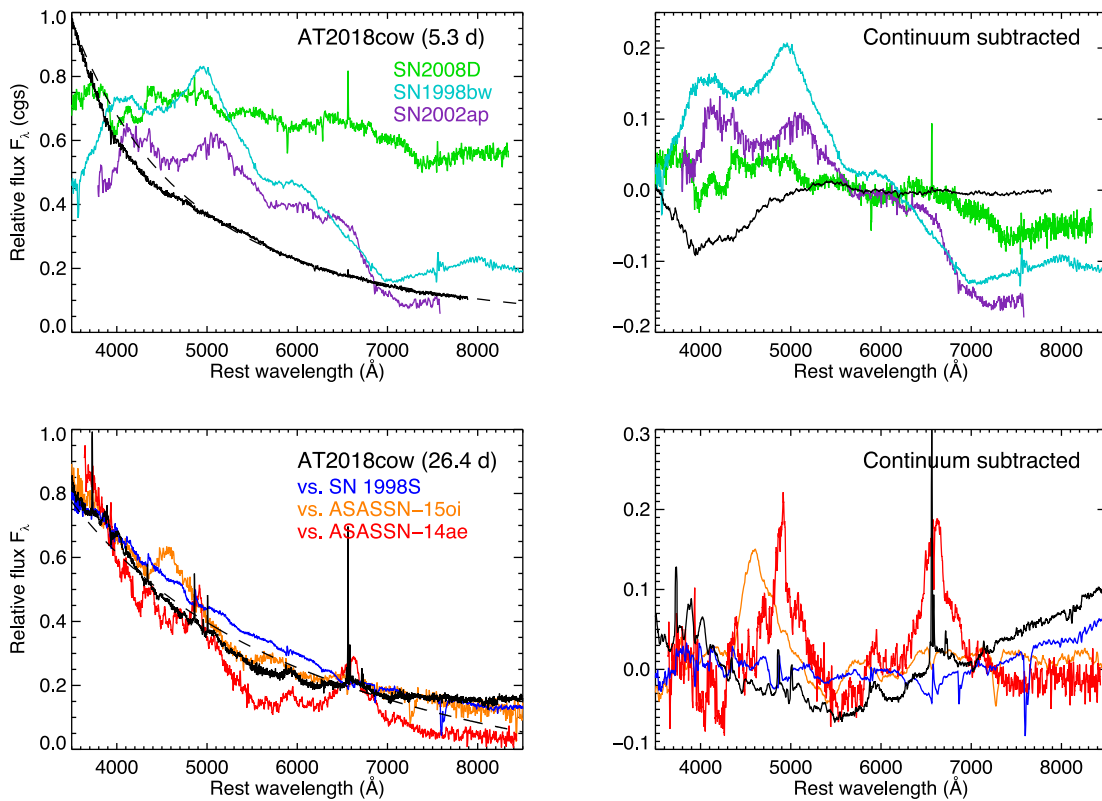 AT2018cow (5.3 d)
SN2008D
SN1998bw
SN2002ap
Relative flux Fλ (cgs)
1.0
0.8
0.6
0.4
0.2
0.0
4000 5000 6000 7000 8000
Rest wavelength (Å)
Continuum subtracted
0.2
0.1
0.0
−0.1
−0.2
4000 5000 6000 7000 8000
Rest wavelength (Å)
AT2018cow (26.4 d)
vs. SN 1998S
vs. ASASSN−15oi
vs. ASASSN−14ae
Relative flux Fλ
1.0
0.8
0.6
0.4
0.2
0.0
4000 5000 6000 7000 8000
Rest wavelength (Å)
Continuum subtracted
0.3
0.2
0.1
0.0
−0.1
4000 5000 6000 7000 8000
Rest wavelength (Å)